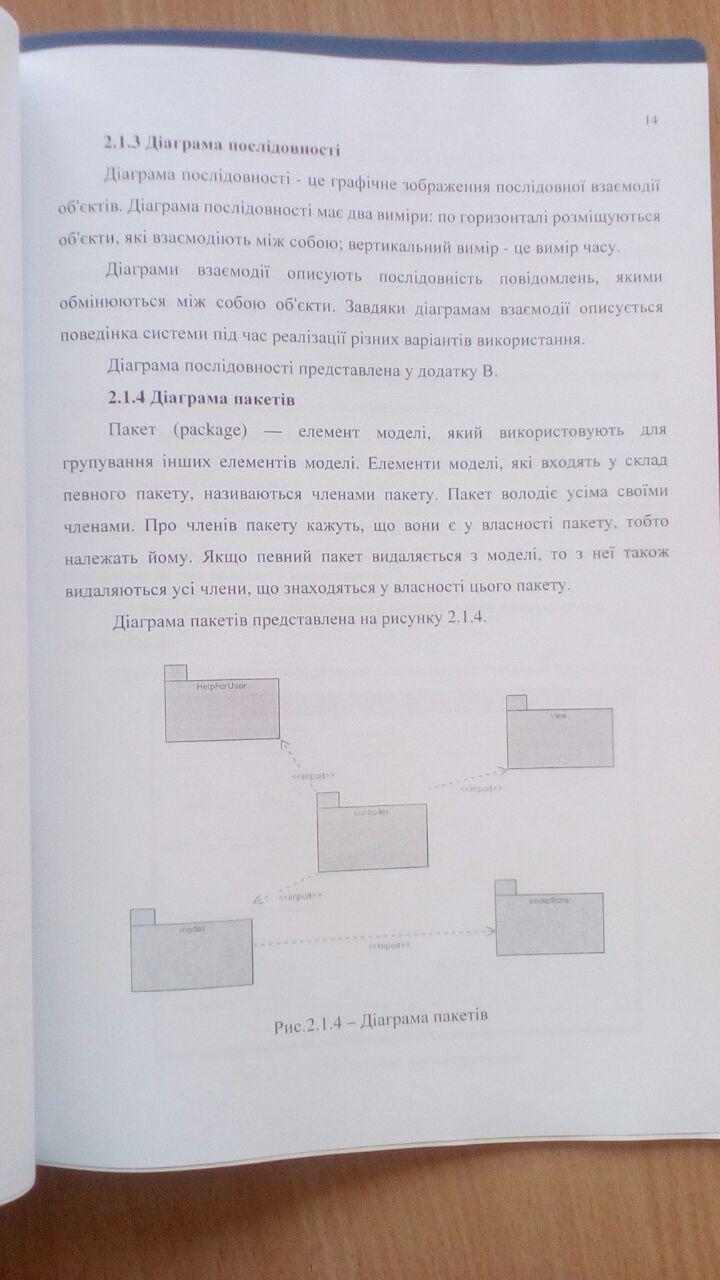 14
2.1.3 Діаграма послідовності
Діаграма послідовності - це графічне зображення послідовної взаємодії
об'єктів. Діаграма послідовності має два виміри: по горизонталі розміщуються
об'єкти, які взаємодіють між собою; вертикальний вимір - це вимір часу.
Діаграми взаємодії описують послідовність повідомлень, якими
обмінюються між собою об'єкти. Завдяки діаграмам взаємодії описується
поведінка системи під час реалізації різних варіантів використання.
Діаграма послідовності представлена у додатку В.
2.1.4 Діаграма пакетів
Пакет (package) — елемент моделі, який використовують для
групування інших елементів моделі. Елементи моделі, які входять у склад
певного пакету, називаються членами пакету. Пакет володіє усіма своїми
членами. Про членів пакету кажуть, що вони є у власності пакету, тобто
належать йому. Якщо певний пакет видаляється з моделі, то з неї також
видаляються усі члени, що знаходяться у власності цього пакету.
Діаграма пакетів представлена на рисунку 2.1.4.
HelpForUser
view
<<import>>
<<import>>
controller
<<import>>
exceptions
model
<<import>>
Рис.2.1.4 – Діаграма пакетів